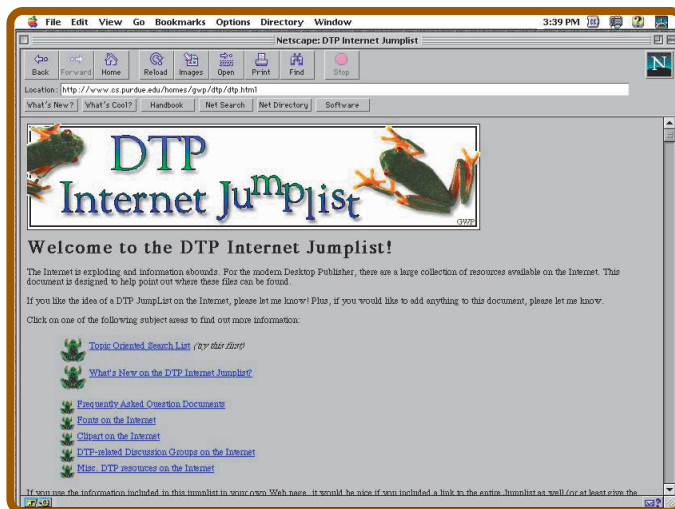 File Edit View Go Bookmarks Options Directory Window 3:39 PM
Netscape: DTP Internet Jumplist
Back Forward Home Reload Images Open Print Find Stop
N
Location: http://www.cs.purdue.edu/homes/gwp/dtp/dtp.html
What's New? What's Cool? Handbook Net Search Net Directory Software
DTP
Internet Jumplist
GWP
Welcome to the DTP Internet Jumplist!
The Internet is exploding and information abounds. For the modern Desktop Publisher, there are a large collection of resources available on the Internet. This
document is designed to help point out where these files can be found.
If you like the idea of a DTP JumpList on the Internet, please let me know! Plus, if you would like to add anything to this document, please let me know.
Click on one of the following subject areas to find out more information:
Topic Oriented Search List (try this first)
What's New on the DTP Internet Jumplist?
Frequently Asked Question Documents
Fonts on the Internet
Clipart on the Internet
DTP-related Discussion Groups on the Internet
Misc. DTP resources on the Internet
If you use the information included in this jumplist in your own Web page, it would be nice if you included a link to the entire Jumplist as well (or at least give the